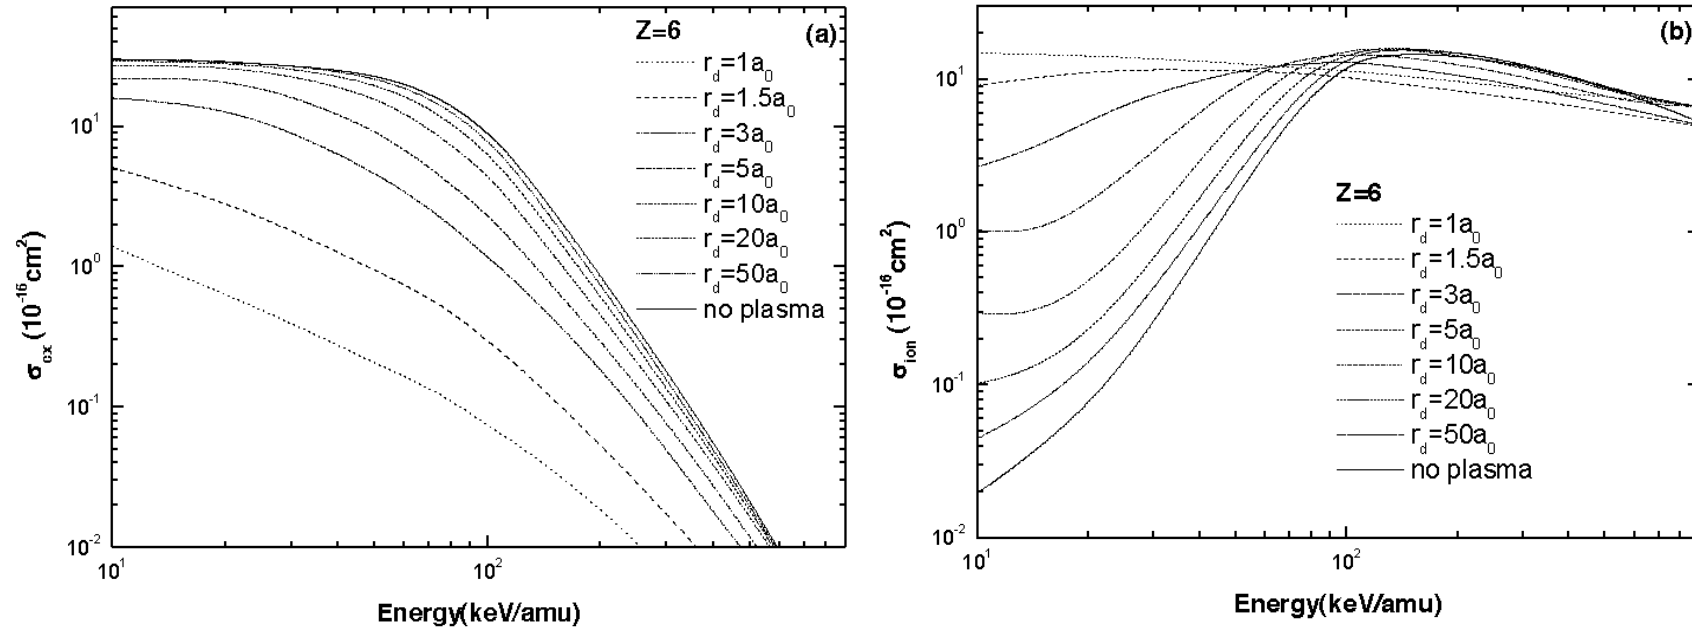 (a)
Z=6
r_d=1a_0
r_d=1.5a_0
r_d=3a_0
r_d=5a_0
r_d=10a_0
r_d=20a_0
r_d=50a_0
no plasma
10^1
10^0
10^-1
10^-2
σ_cx (10^-16cm^2)
10^1
10^2
Energy(keV/amu)
(b)
10^1
10^0
10^-1
10^-2
σ_ion (10^-16cm^2)
Z=6
r_d=1a_0
r_d=1.5a_0
r_d=3a_0
r_d=5a_0
r_d=10a_0
r_d=20a_0
r_d=50a_0
no plasma
10^1
10^2
Energy(keV/amu)